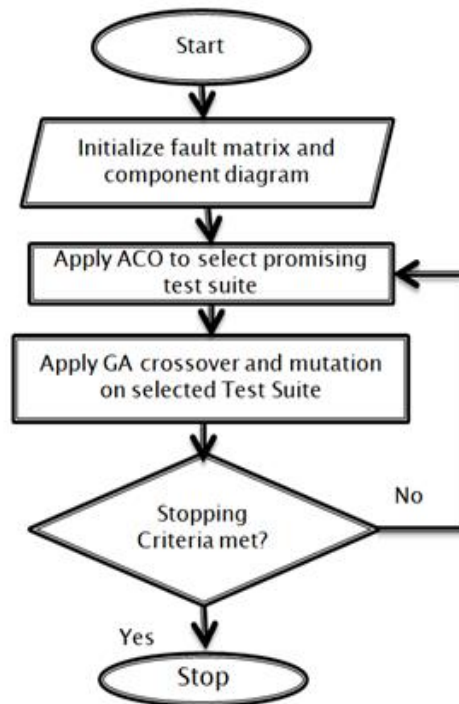 Start
Initialize fault matrix and
component diagram
Apply ACO to select promising
test suite
Apply GA crossover and mutation
on selected Test Suite
Stopping
Criteria met?
No
Yes
Stop